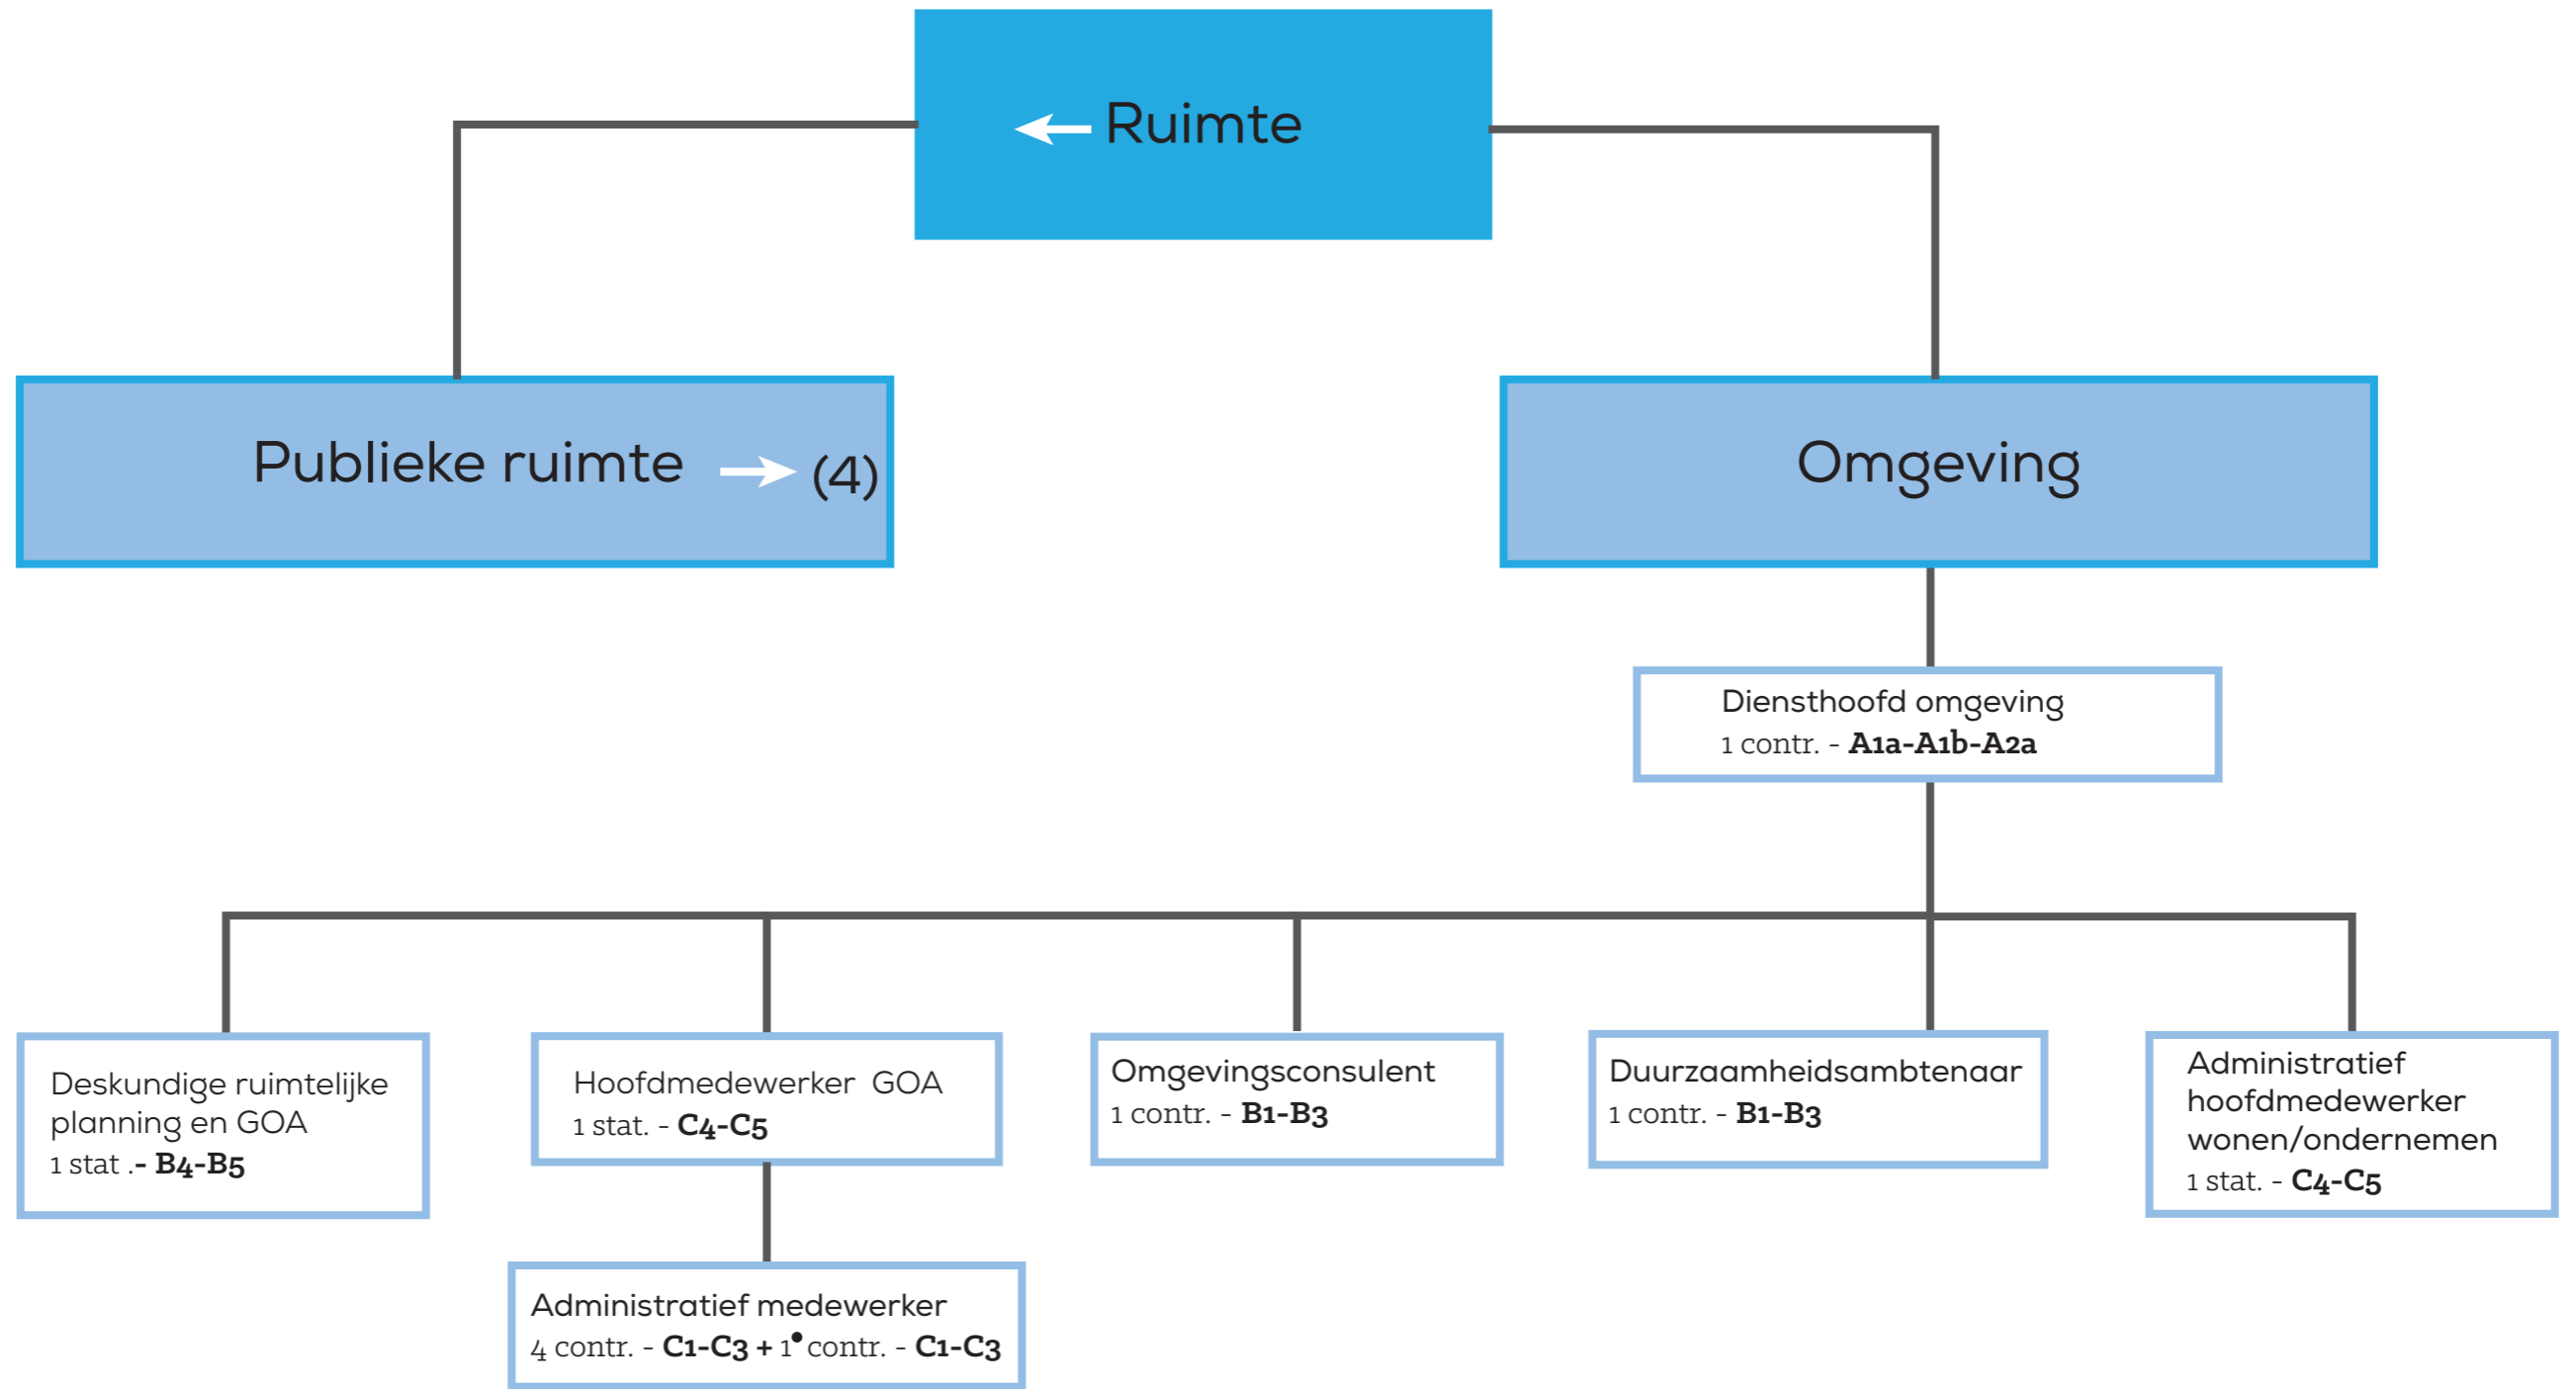 Ruimte
Publieke ruimte (4)
Omgeving
Diensthoofd omgeving
1 contr. - A1a-A1b-A2a
Deskundige ruimtelijke
planning en GOA
1 stat .- B4-B5
Hoofdmedewerker GOA
1 stat. - C4-C5
Omgevingsconsulent
1 contr. - B1-B3
Duurzaamheidsambtenaar
1 contr. - B1-B3
Administratief
hoofdmedewerker
wonen/ondernemen
1 stat. - C4-C5
Administratief medewerker
4 contr. - C1-C3 + 1• contr. - C1-C3